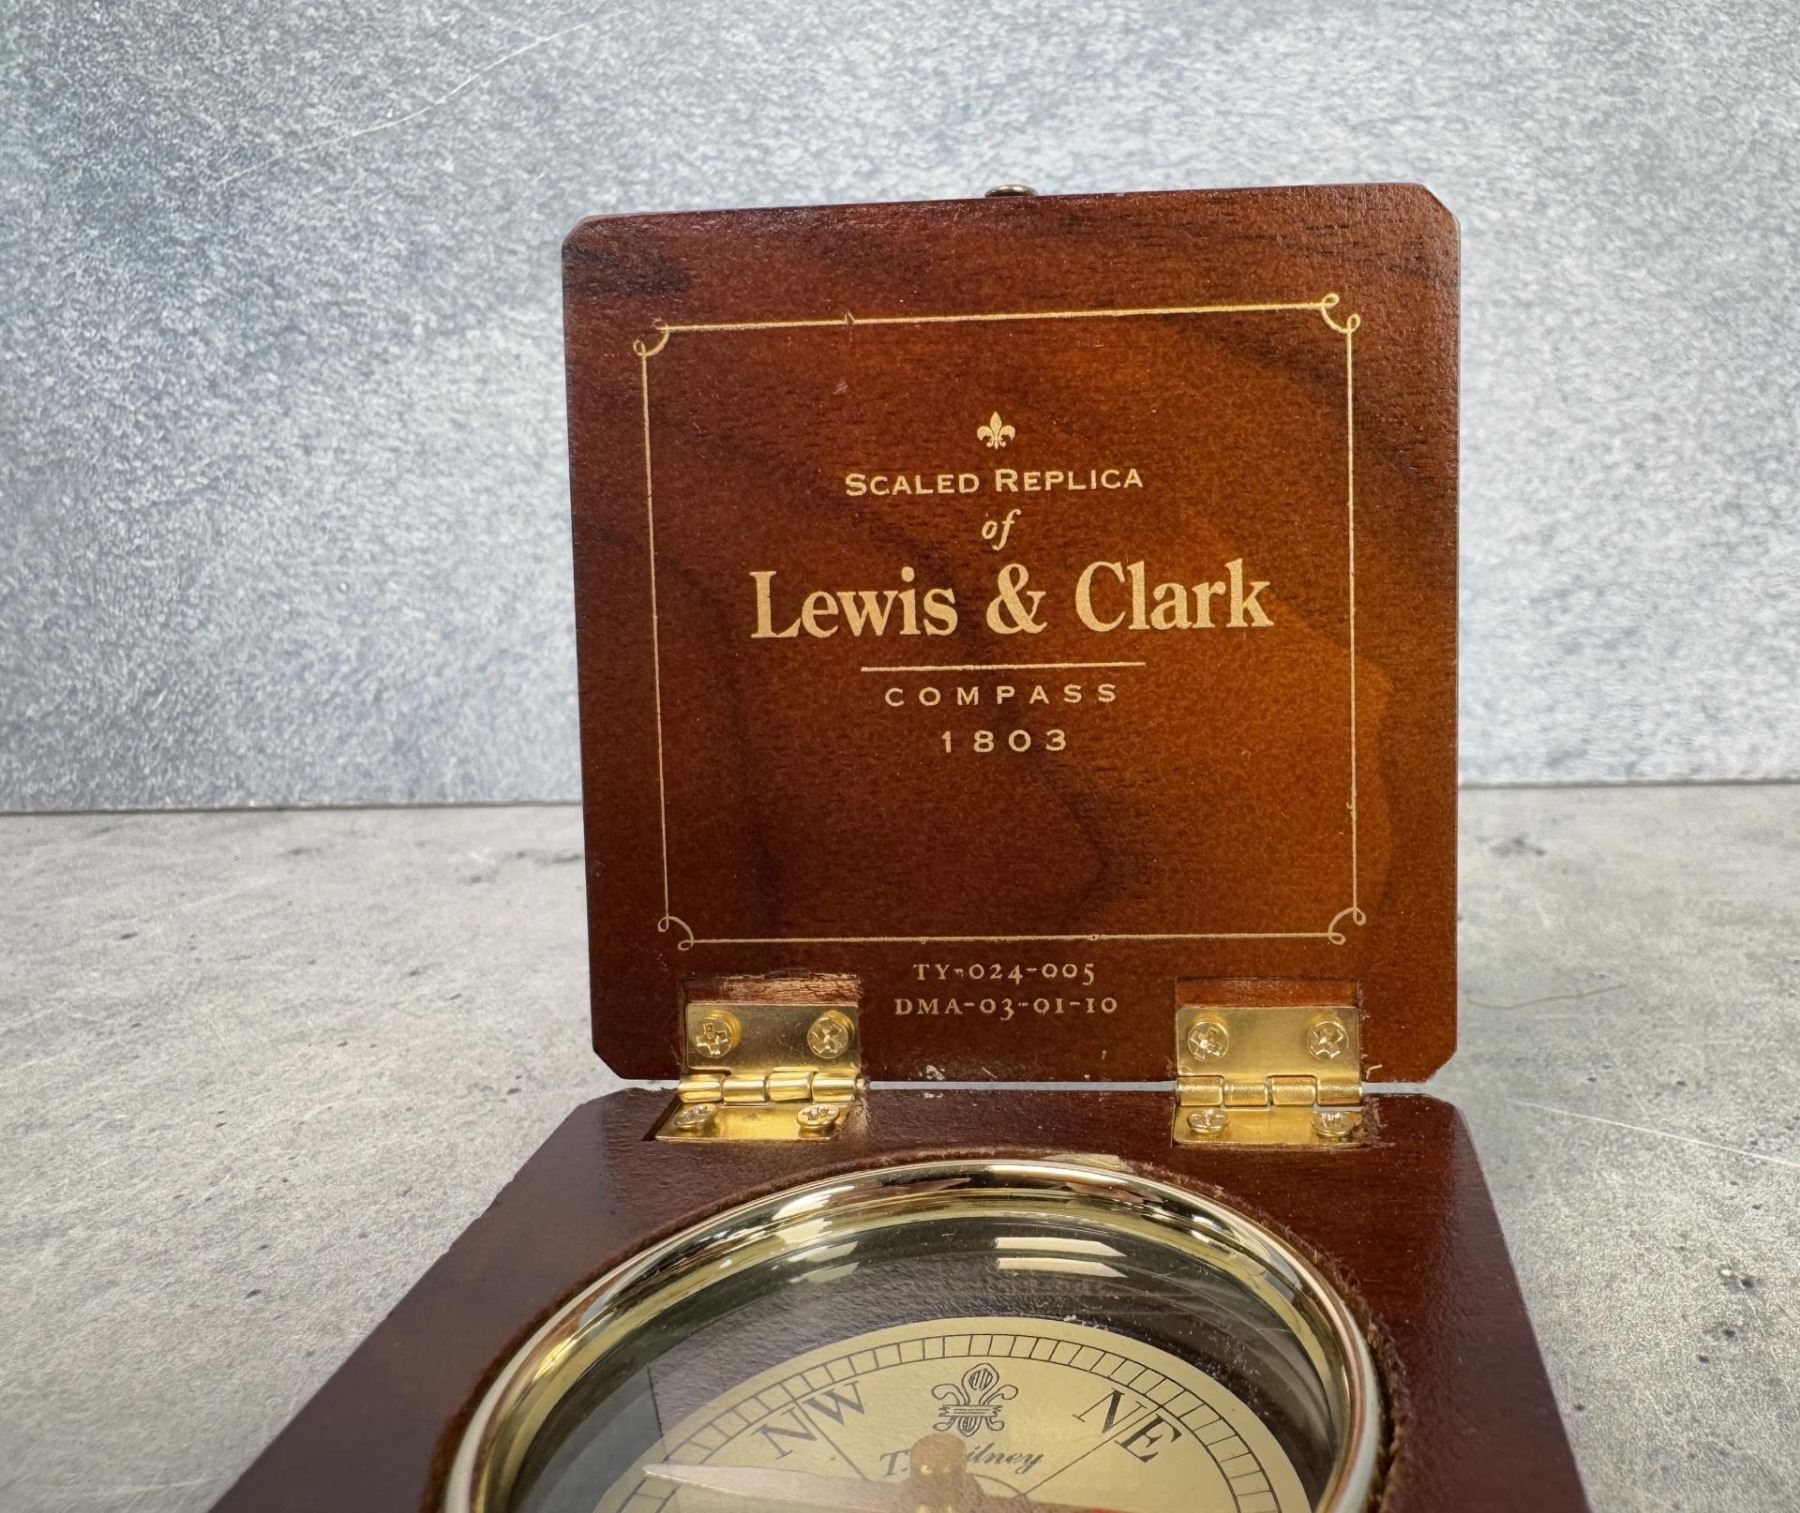 SCALED REPLICA
of
Lewis & Clark
COMPASS
1803
TY-024-005
DMA-03-01-10
NW NE